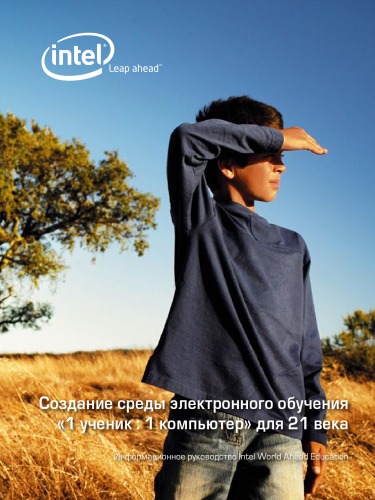 intel®
Leap ahead™
Создание среды электронного обучения
«1 ученик : 1 компьютер» для 21 века
Информационное руководство Intel World Ahead Education